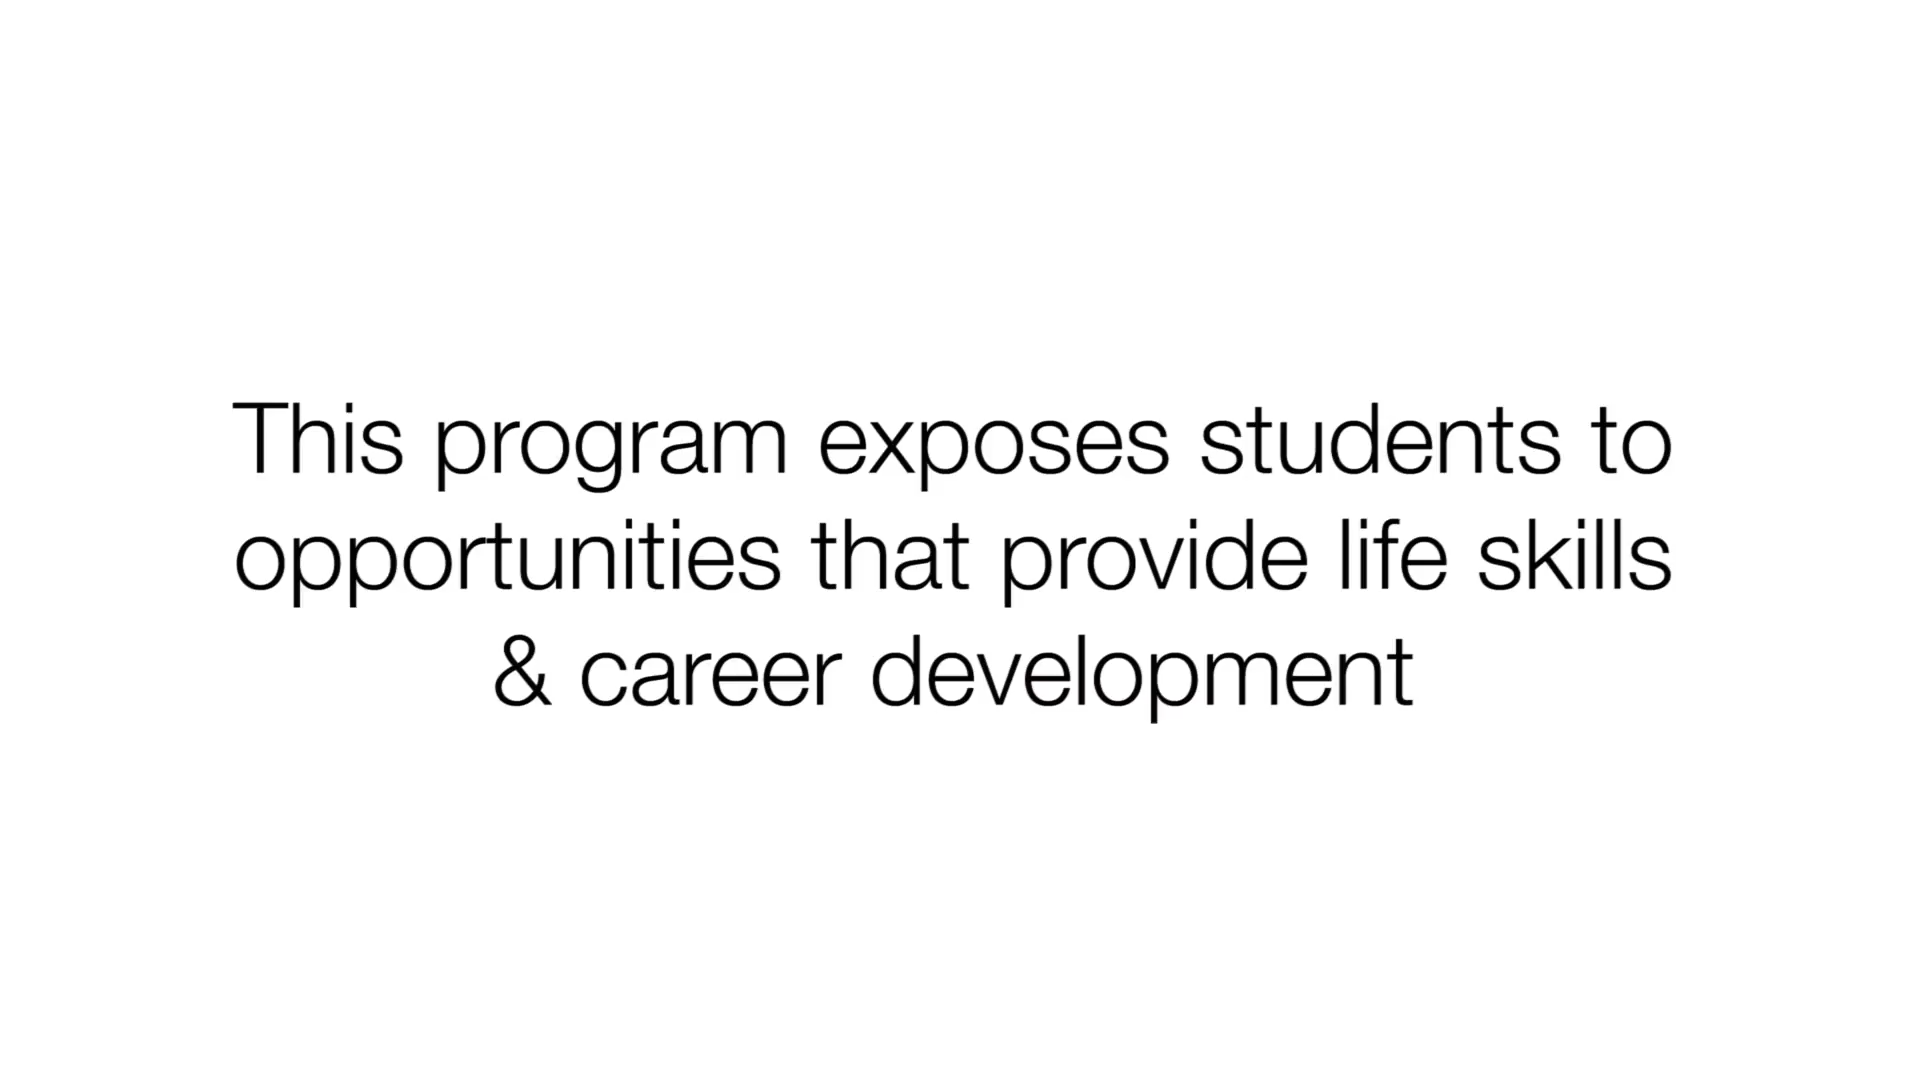 This program exposes students to
opportunities that provide life skills
& career development